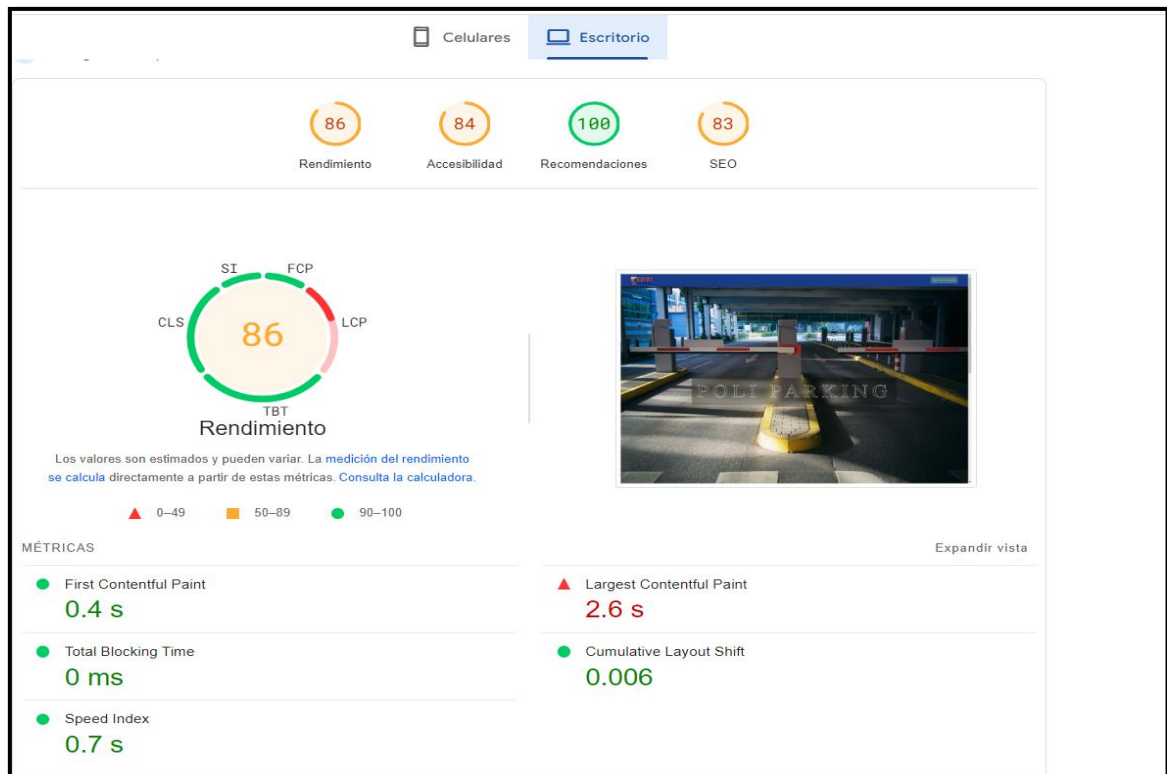 Celulares
Escritorio
86
84
100
83
Rendimiento
Accesibilidad
Recomendaciones
SEO
SI
FCP
CLS
LCP
86
TBT
Rendimiento
Los valores son estimados y pueden variar. La medición del rendimiento
se calcula directamente a partir de estas métricas. Consulta la calculadora.
0–49
50–89
90–100
POLI PARKING
MÉTRICAS
Expandir vista
First Contentful Paint
0.4 s
Largest Contentful Paint
2.6 s
Total Blocking Time
0 ms
Cumulative Layout Shift
0.006
Speed Index
0.7 s